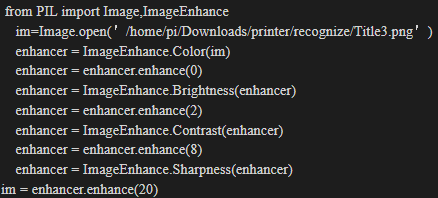 from PIL import Image,ImageEnhance
im=Image.open(＇/home/pi/Downloads/printer/recognize/Title3.png＇)
enhancer = ImageEnhance.Color(im)
enhancer = enhancer.enhance(0)
enhancer = ImageEnhance.Brightness(enhancer)
enhancer = enhancer.enhance(2)
enhancer = ImageEnhance.Contrast(enhancer)
enhancer = enhancer.enhance(8)
enhancer = ImageEnhance.Sharpness(enhancer)
im = enhancer.enhance(20)